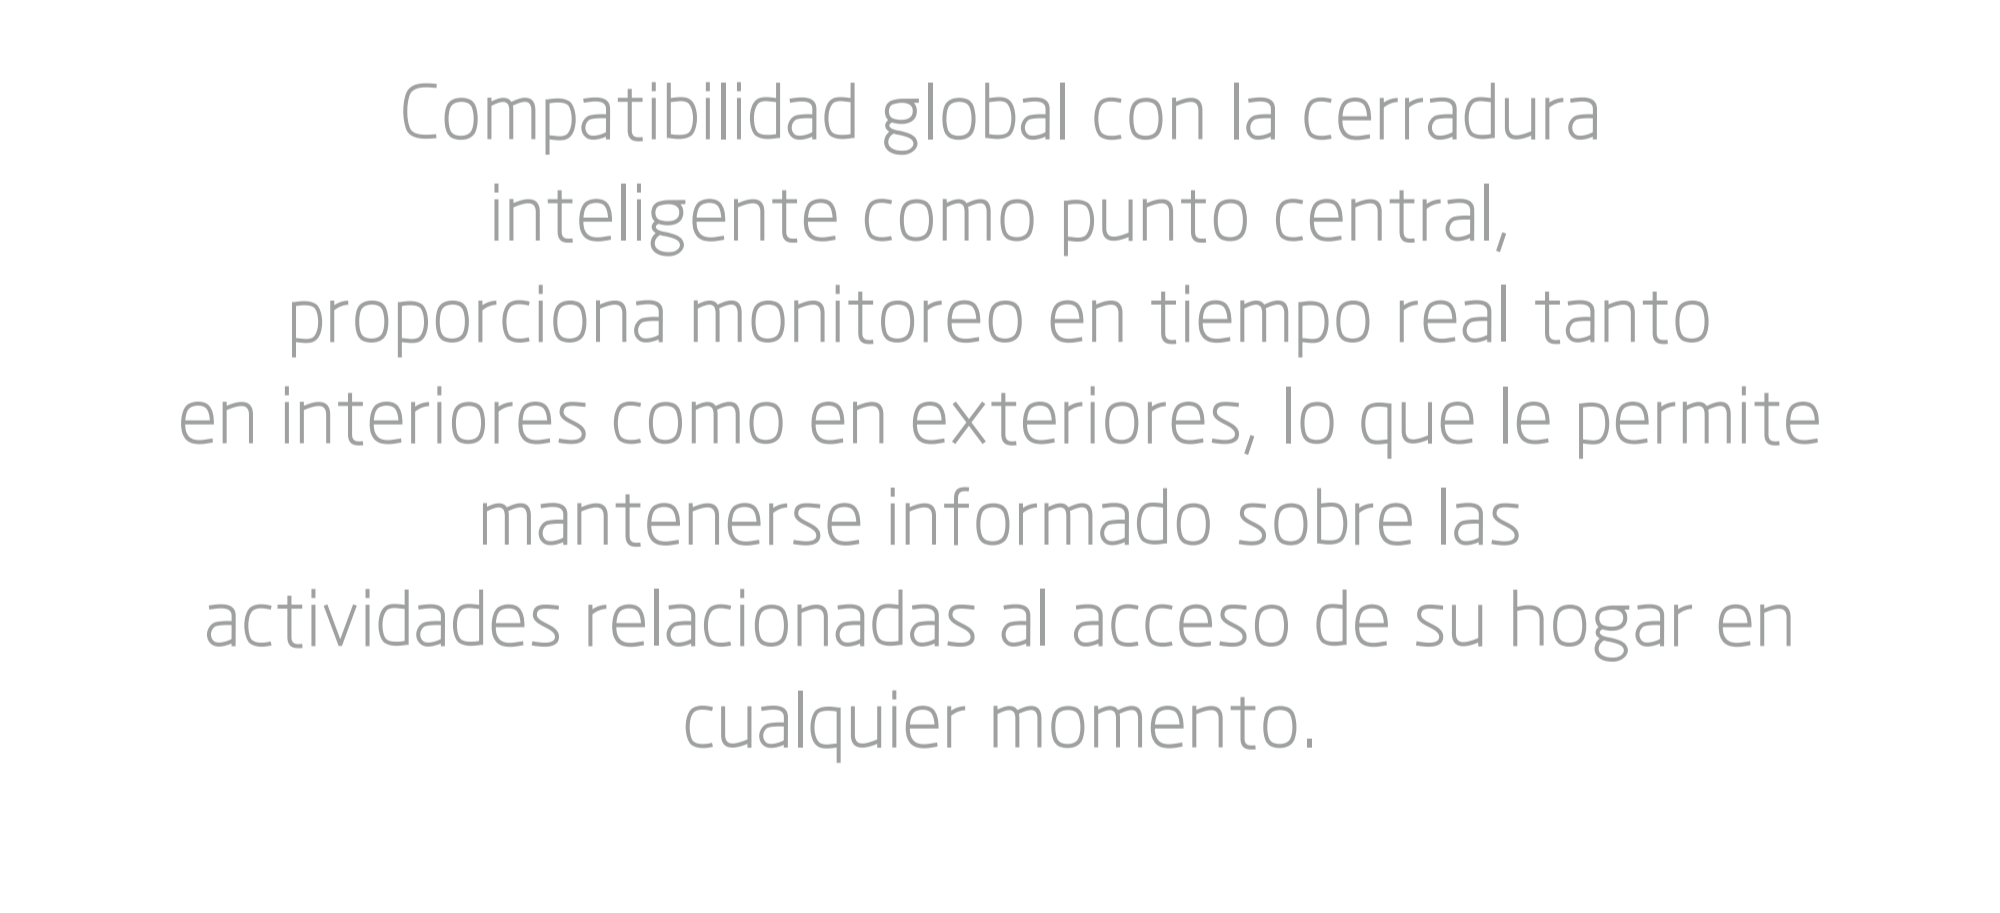 Compatibilidad global con la cerradura
inteligente como punto central,
proporciona monitoreo en tiempo real tanto
en interiores como en exteriores, lo que le permite
mantenerse informado sobre las
actividades relacionadas al acceso de su hogar en
cualquier momento.